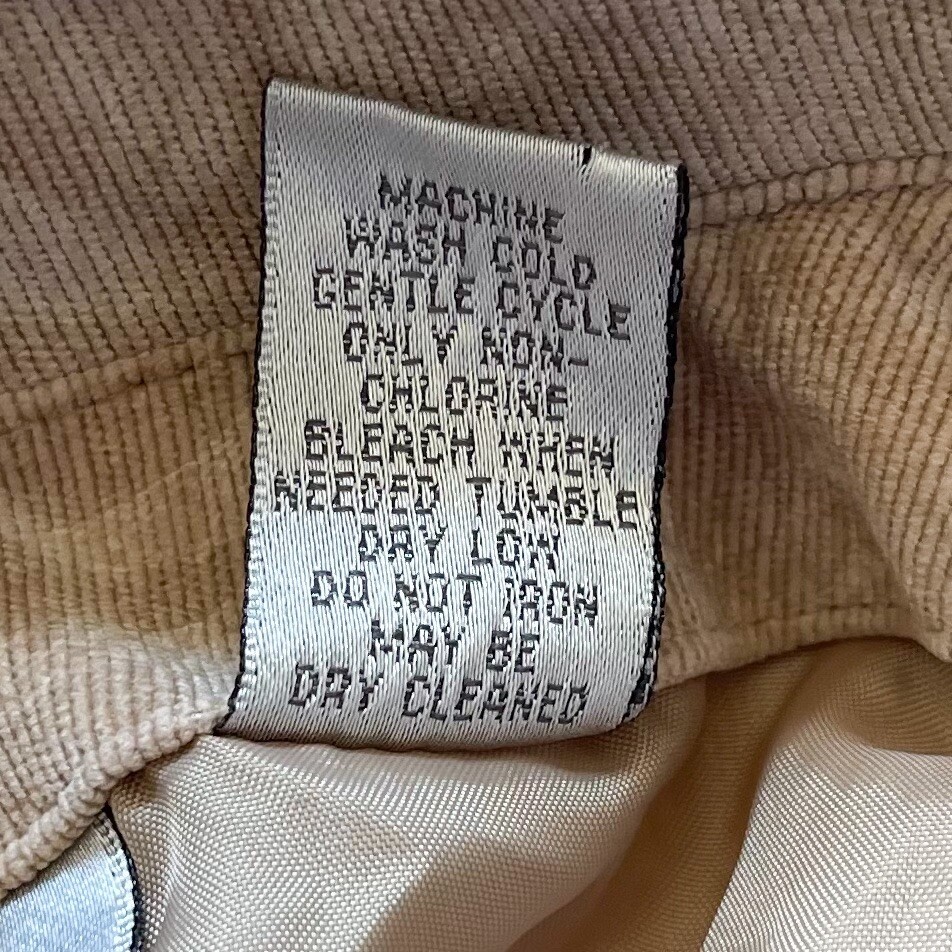 MACHINE
WASH COLD
GENTLE CYCLE
ONLY NON-
CHLORINE
BLEACH WHEN
NEEDED TUMBLE
DRY LOW
DO NOT IRON
MAY BE
DRY CLEANED